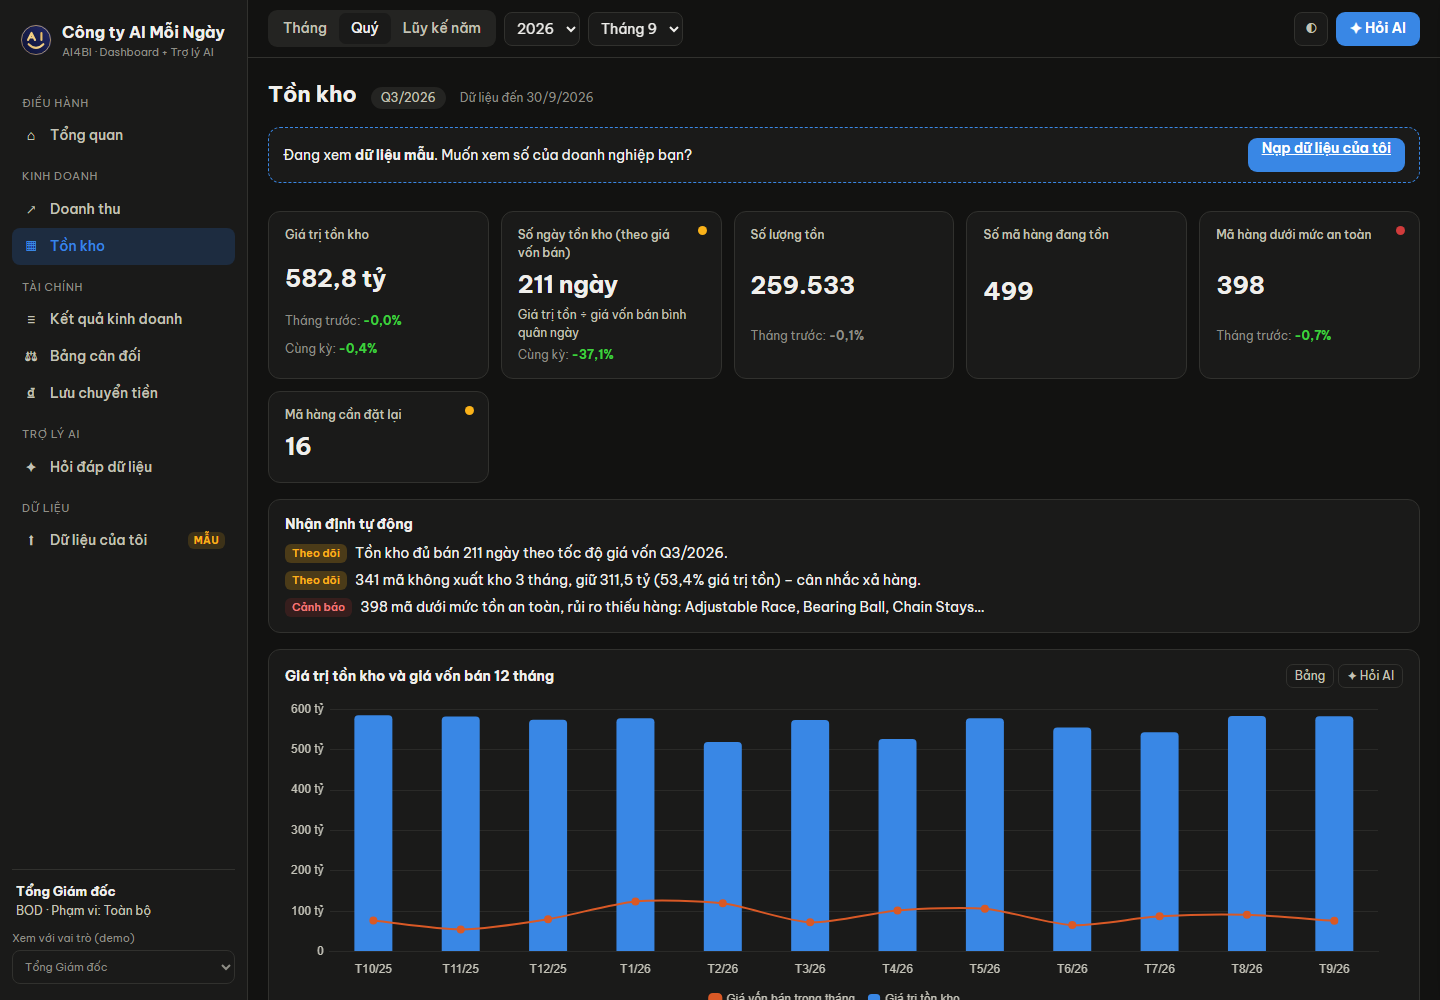 Công ty AI Mỗi Ngày
AI4BI · Dashboard + Trợ lý AI
ĐIỀU HÀNH
Tổng quan
KINH DOANH
Doanh thu
Tồn kho
TÀI CHÍNH
Kết quả kinh doanh
Bảng cân đối
Lưu chuyển tiền
TRỢ LÝ AI
Hỏi đáp dữ liệu
DỮ LIỆU
Dữ liệu của tôi MẪU
Tổng Giám đốc
BOD · Phạm vi: Toàn bộ
Xem với vai trò (demo)
Tổng Giám đốc
Tháng Quý Lũy kế năm 2026 Tháng 9
✦ Hỏi AI
Tồn kho Q3/2026 Dữ liệu đến 30/9/2026
Đang xem dữ liệu mẫu. Muốn xem số của doanh nghiệp bạn?
Nạp dữ liệu của tôi
Giá trị tồn kho
582,8 tỷ
Tháng trước: -0,0%
Cùng kỳ: -0,4%
Số ngày tồn kho (theo giá
vốn bán)
211 ngày
Giá trị tồn ÷ giá vốn bán bình
quân ngày
Cùng kỳ: -37,1%
Số lượng tồn
259.533
Tháng trước: -0,1%
Số mã hàng đang tồn
499
Mã hàng dưới mức an toàn
398
Tháng trước: -0,7%
Mã hàng cần đặt lại
16
Nhận định tự động
Theo dõi Tồn kho đủ bán 211 ngày theo tốc độ giá vốn Q3/2026.
Theo dõi 341 mã không xuất kho 3 tháng, giữ 311,5 tỷ (53,4% giá trị tồn) – cân nhắc xả hàng.
Cảnh báo 398 mã dưới mức tồn an toàn, rủi ro thiếu hàng: Adjustable Race, Bearing Ball, Chain Stays...
Giá trị tồn kho và giá vốn bán 12 tháng
Bảng ✦ Hỏi AI
600 tỷ
500 tỷ
400 tỷ
300 tỷ
200 tỷ
100 tỷ
0
T10/25 T11/25 T12/25 T1/26 T2/26 T3/26 T4/26 T5/26 T6/26 T7/26 T8/26 T9/26
Giá vốn bán trong tháng Giá trị tồn kho